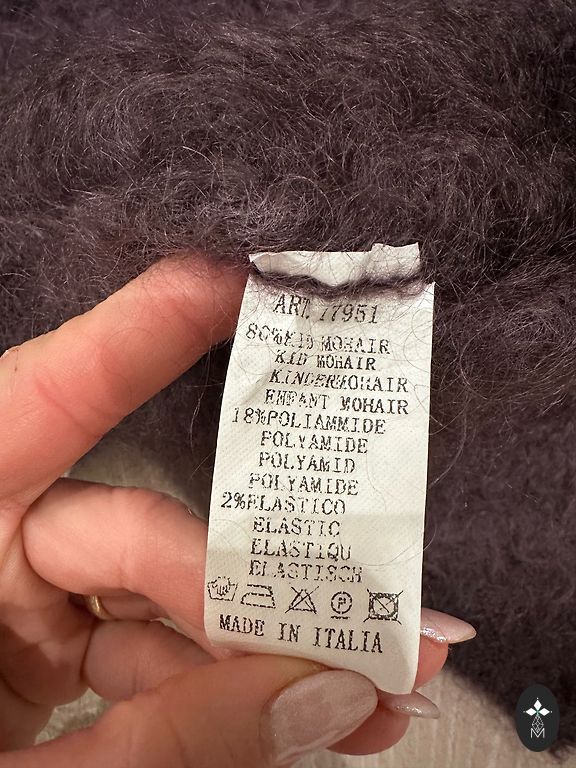 ART. 77951
80%KID MOHAIR
KID MOHAIR
KINDERMOHAIR
ENFANT MOHAIR
18%POLIAMMIDE
POLYAMIDE
POLYAMID
POLYAMIDE
2%ELASTICO
ELASTIC
ELASTIQU
ELASTISCH
P
MADE IN ITALIA
M